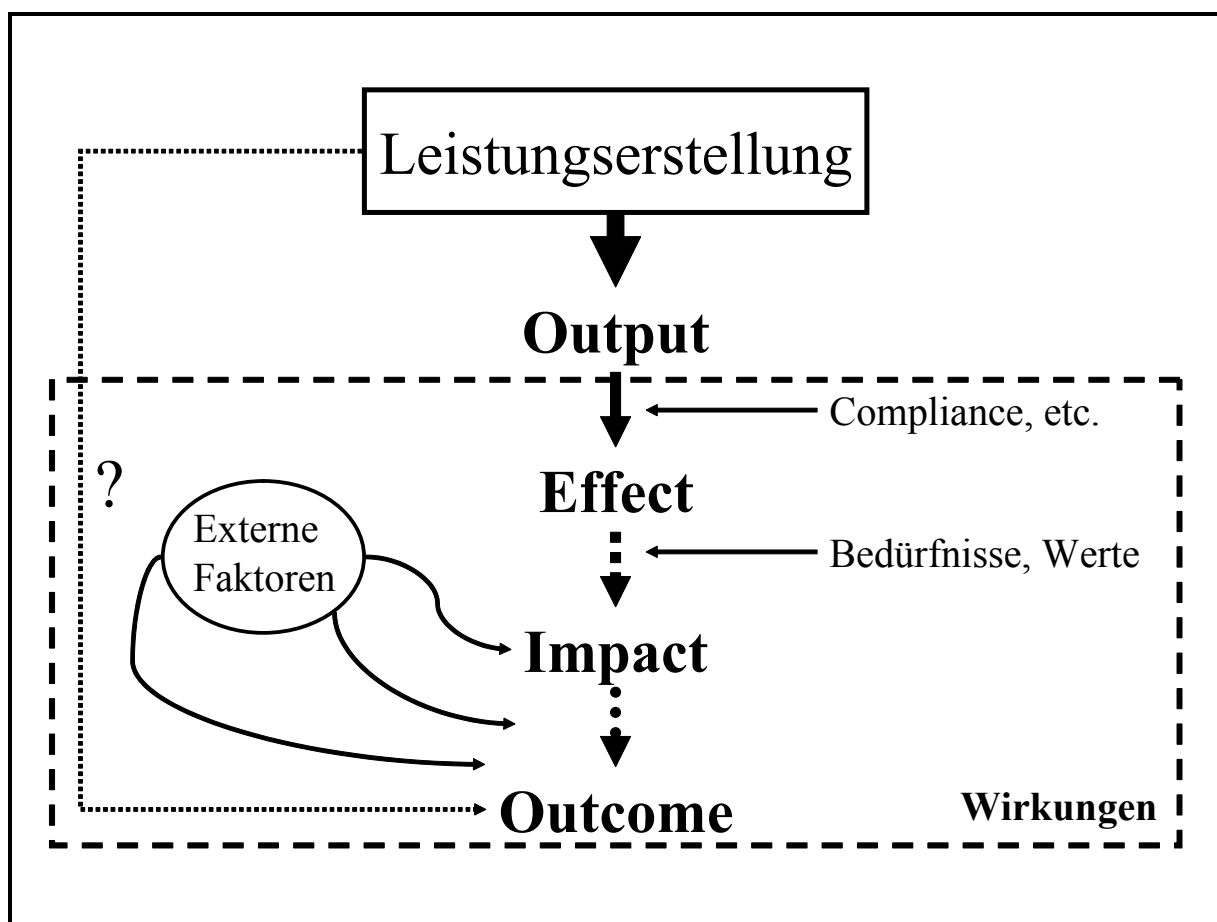 Leistungserstellung
Output
Compliance, etc.
Effect
?
Externe
Faktoren
Bedürfnisse, Werte
Impact
Outcome
Wirkungen